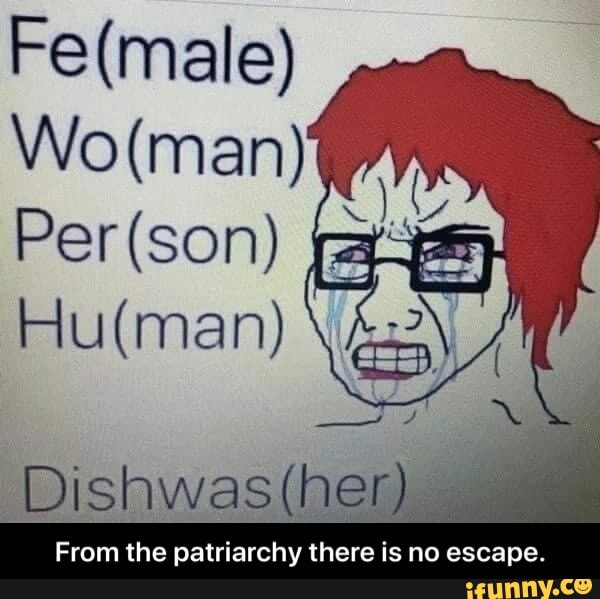 Fe(male)
Wo(man)
Per(son)
Hu(man)
Dishwas(her)
From the patriarchy there is no escape.
ifunny.co